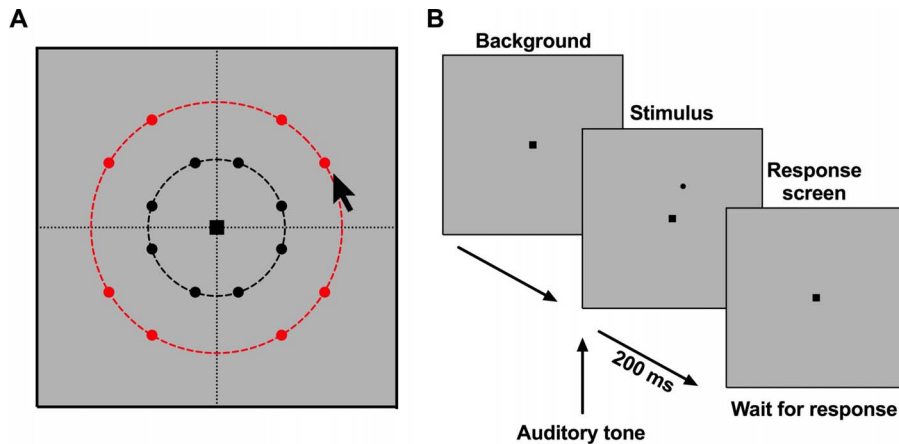 A
B
Background
Stimulus
Response
screen
200 ms
Wait for response
Auditory tone